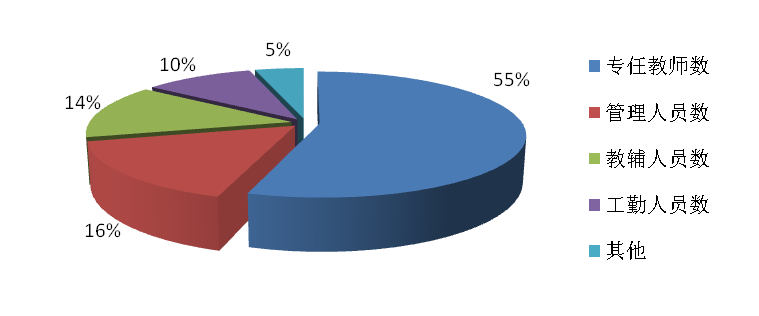 5%
10%
14%
55%
16%
专任教师数
管理人员数
教辅人员数
工勤人员数
其他